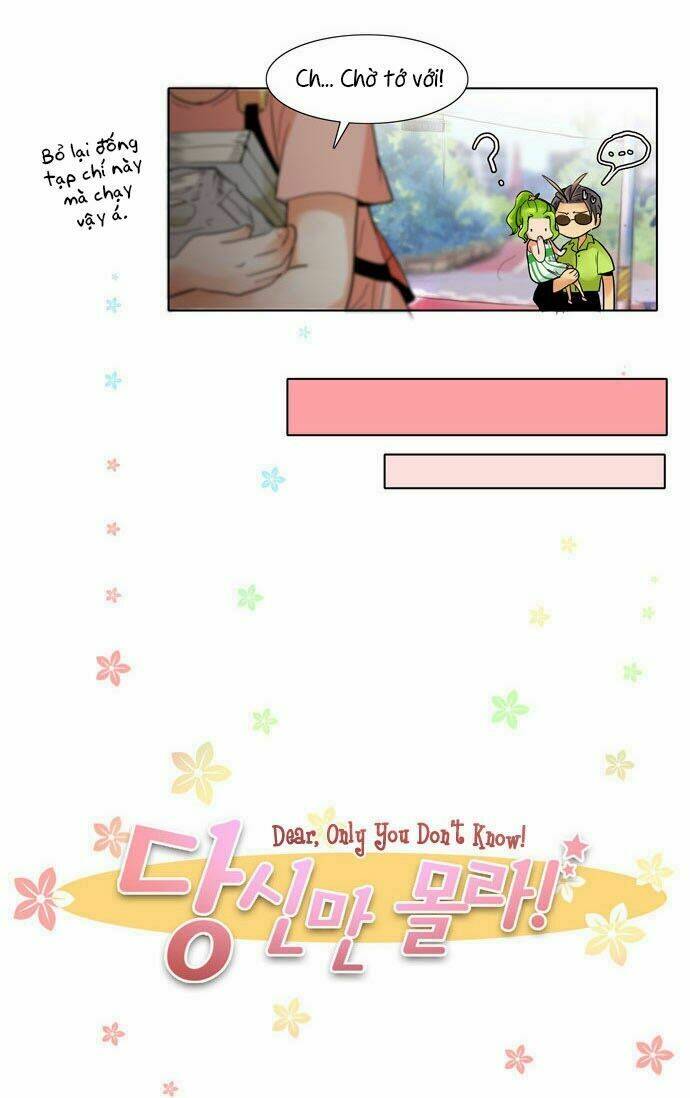 Ch... Chờ tớ với!
Bỏ lại đống
tạp chí này
mà chạy
vậy á.
?
...
Dear, Only You Don't Know!
당신만 몰라!